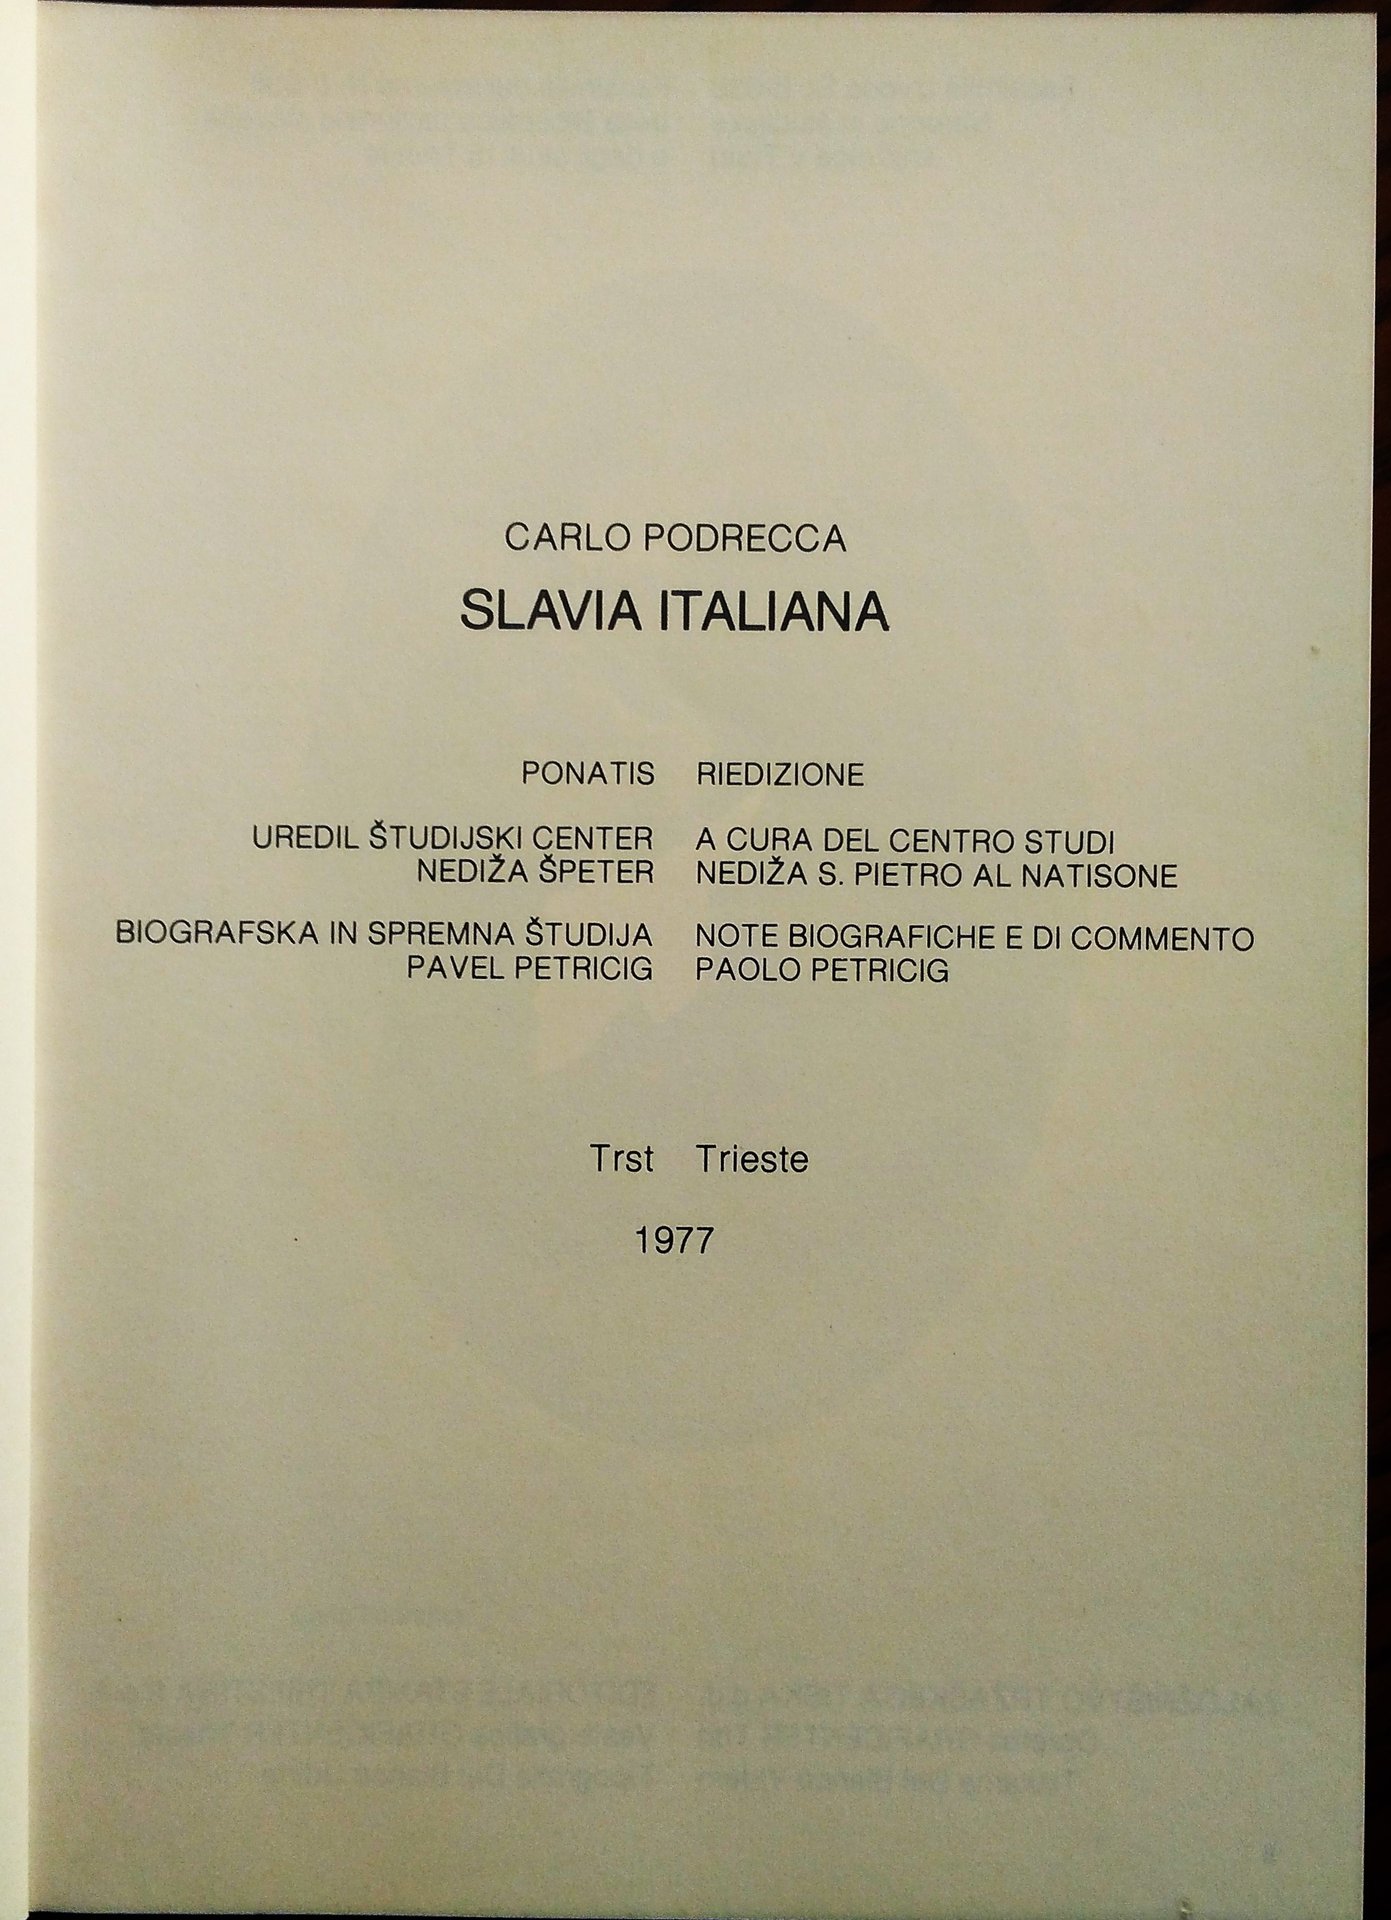 CARLO PODRECCA
SLAVIA ITALIANA
PONATIS RIEDIZIONE
UREDIL ŠTUDIJSKI CENTER A CURA DEL CENTRO STUDI
NEDIŽA ŠPETER NEDIŽA S. PIETRO AL NATISONE
BIOGRAFSKA IN SPREMNA ŠTUDIJA NOTE BIOGRAFICHE E DI COMMENTO
PAVEL PETRICIG PAOLO PETRICIG
Trst Trieste
1977